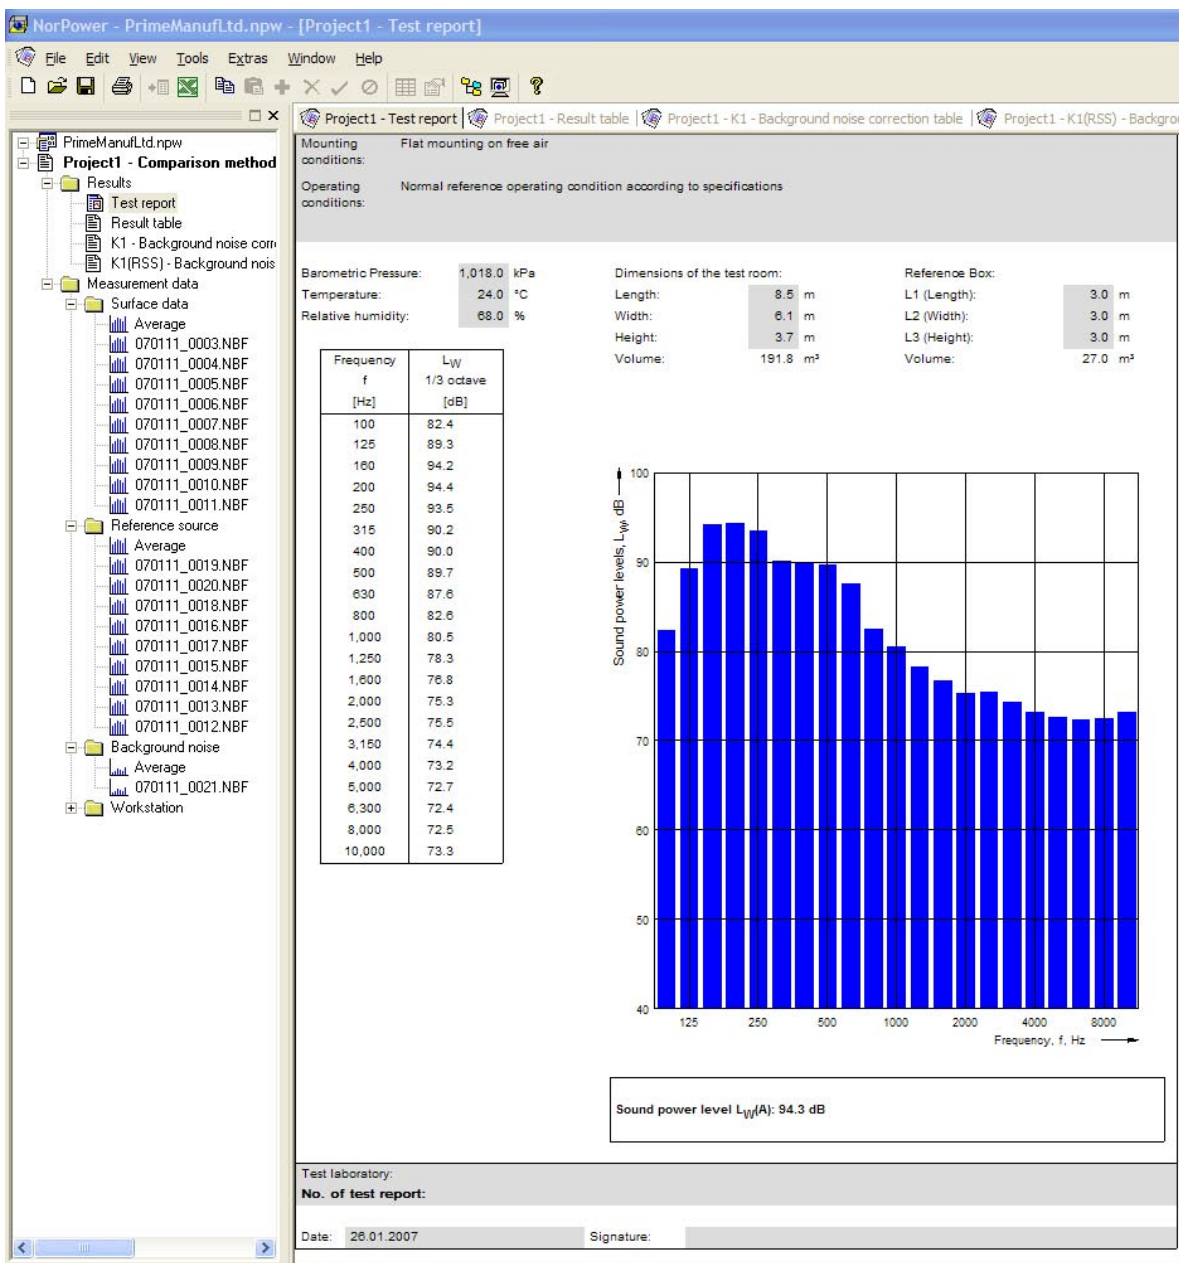 NorPower - PrimeManufLtd.npw - [Project1 - Test report]
File Edit View Tools Extras Window Help
Project1 - Test report Project1 - Result table Project1 - K1 - Background noise correction table Project1 - K1(RSS) - Backgro
PrimeManufLtd.npw
Project1 - Comparison method
Results
Test report
Result table
K1 - Background noise corr
K1(RSS) - Background nois
Measurement data
Surface data
Average
070111_0003.NBF
070111_0004.NBF
070111_0005.NBF
070111_0006.NBF
070111_0007.NBF
070111_0008.NBF
070111_0009.NBF
070111_0010.NBF
070111_0011.NBF
Reference source
Average
070111_0019.NBF
070111_0020.NBF
070111_0018.NBF
070111_0016.NBF
070111_0017.NBF
070111_0015.NBF
070111_0014.NBF
070111_0013.NBF
070111_0012.NBF
Background noise
Average
070111_0021.NBF
Workstation
Mounting conditions: Flat mounting on free air
Operating conditions: Normal reference operating condition according to specifications
Barometric Pressure: 1,018.0 kPa
Temperature: 24.0 °C
Relative humidity: 68.0 %
Dimensions of the test room:
Length: 8.5 m
Width: 6.1 m
Height: 3.7 m
Volume: 191.8 m³
Reference Box:
L1 (Length): 3.0 m
L2 (Width): 3.0 m
L3 (Height): 3.0 m
Volume: 27.0 m³
Frequency LW
f 1/3 octave
[Hz] [dB]
100 82.4
125 89.3
160 94.2
200 94.4
250 93.5
315 90.2
400 90.0
500 89.7
630 87.6
800 82.6
1,000 80.5
1,250 78.3
1,600 76.8
2,000 75.3
2,500 75.5
3,150 74.4
4,000 73.2
5,000 72.7
6,300 72.4
8,000 72.5
10,000 73.3
Sound power levels, LW, dB
100
90
80
70
60
50
40
125 250 500 1000 2000 4000 8000
Frequency, f, Hz
Sound power level LW(A): 94.3 dB
Test laboratory:
No. of test report:
Date: 26.01.2007 Signature: